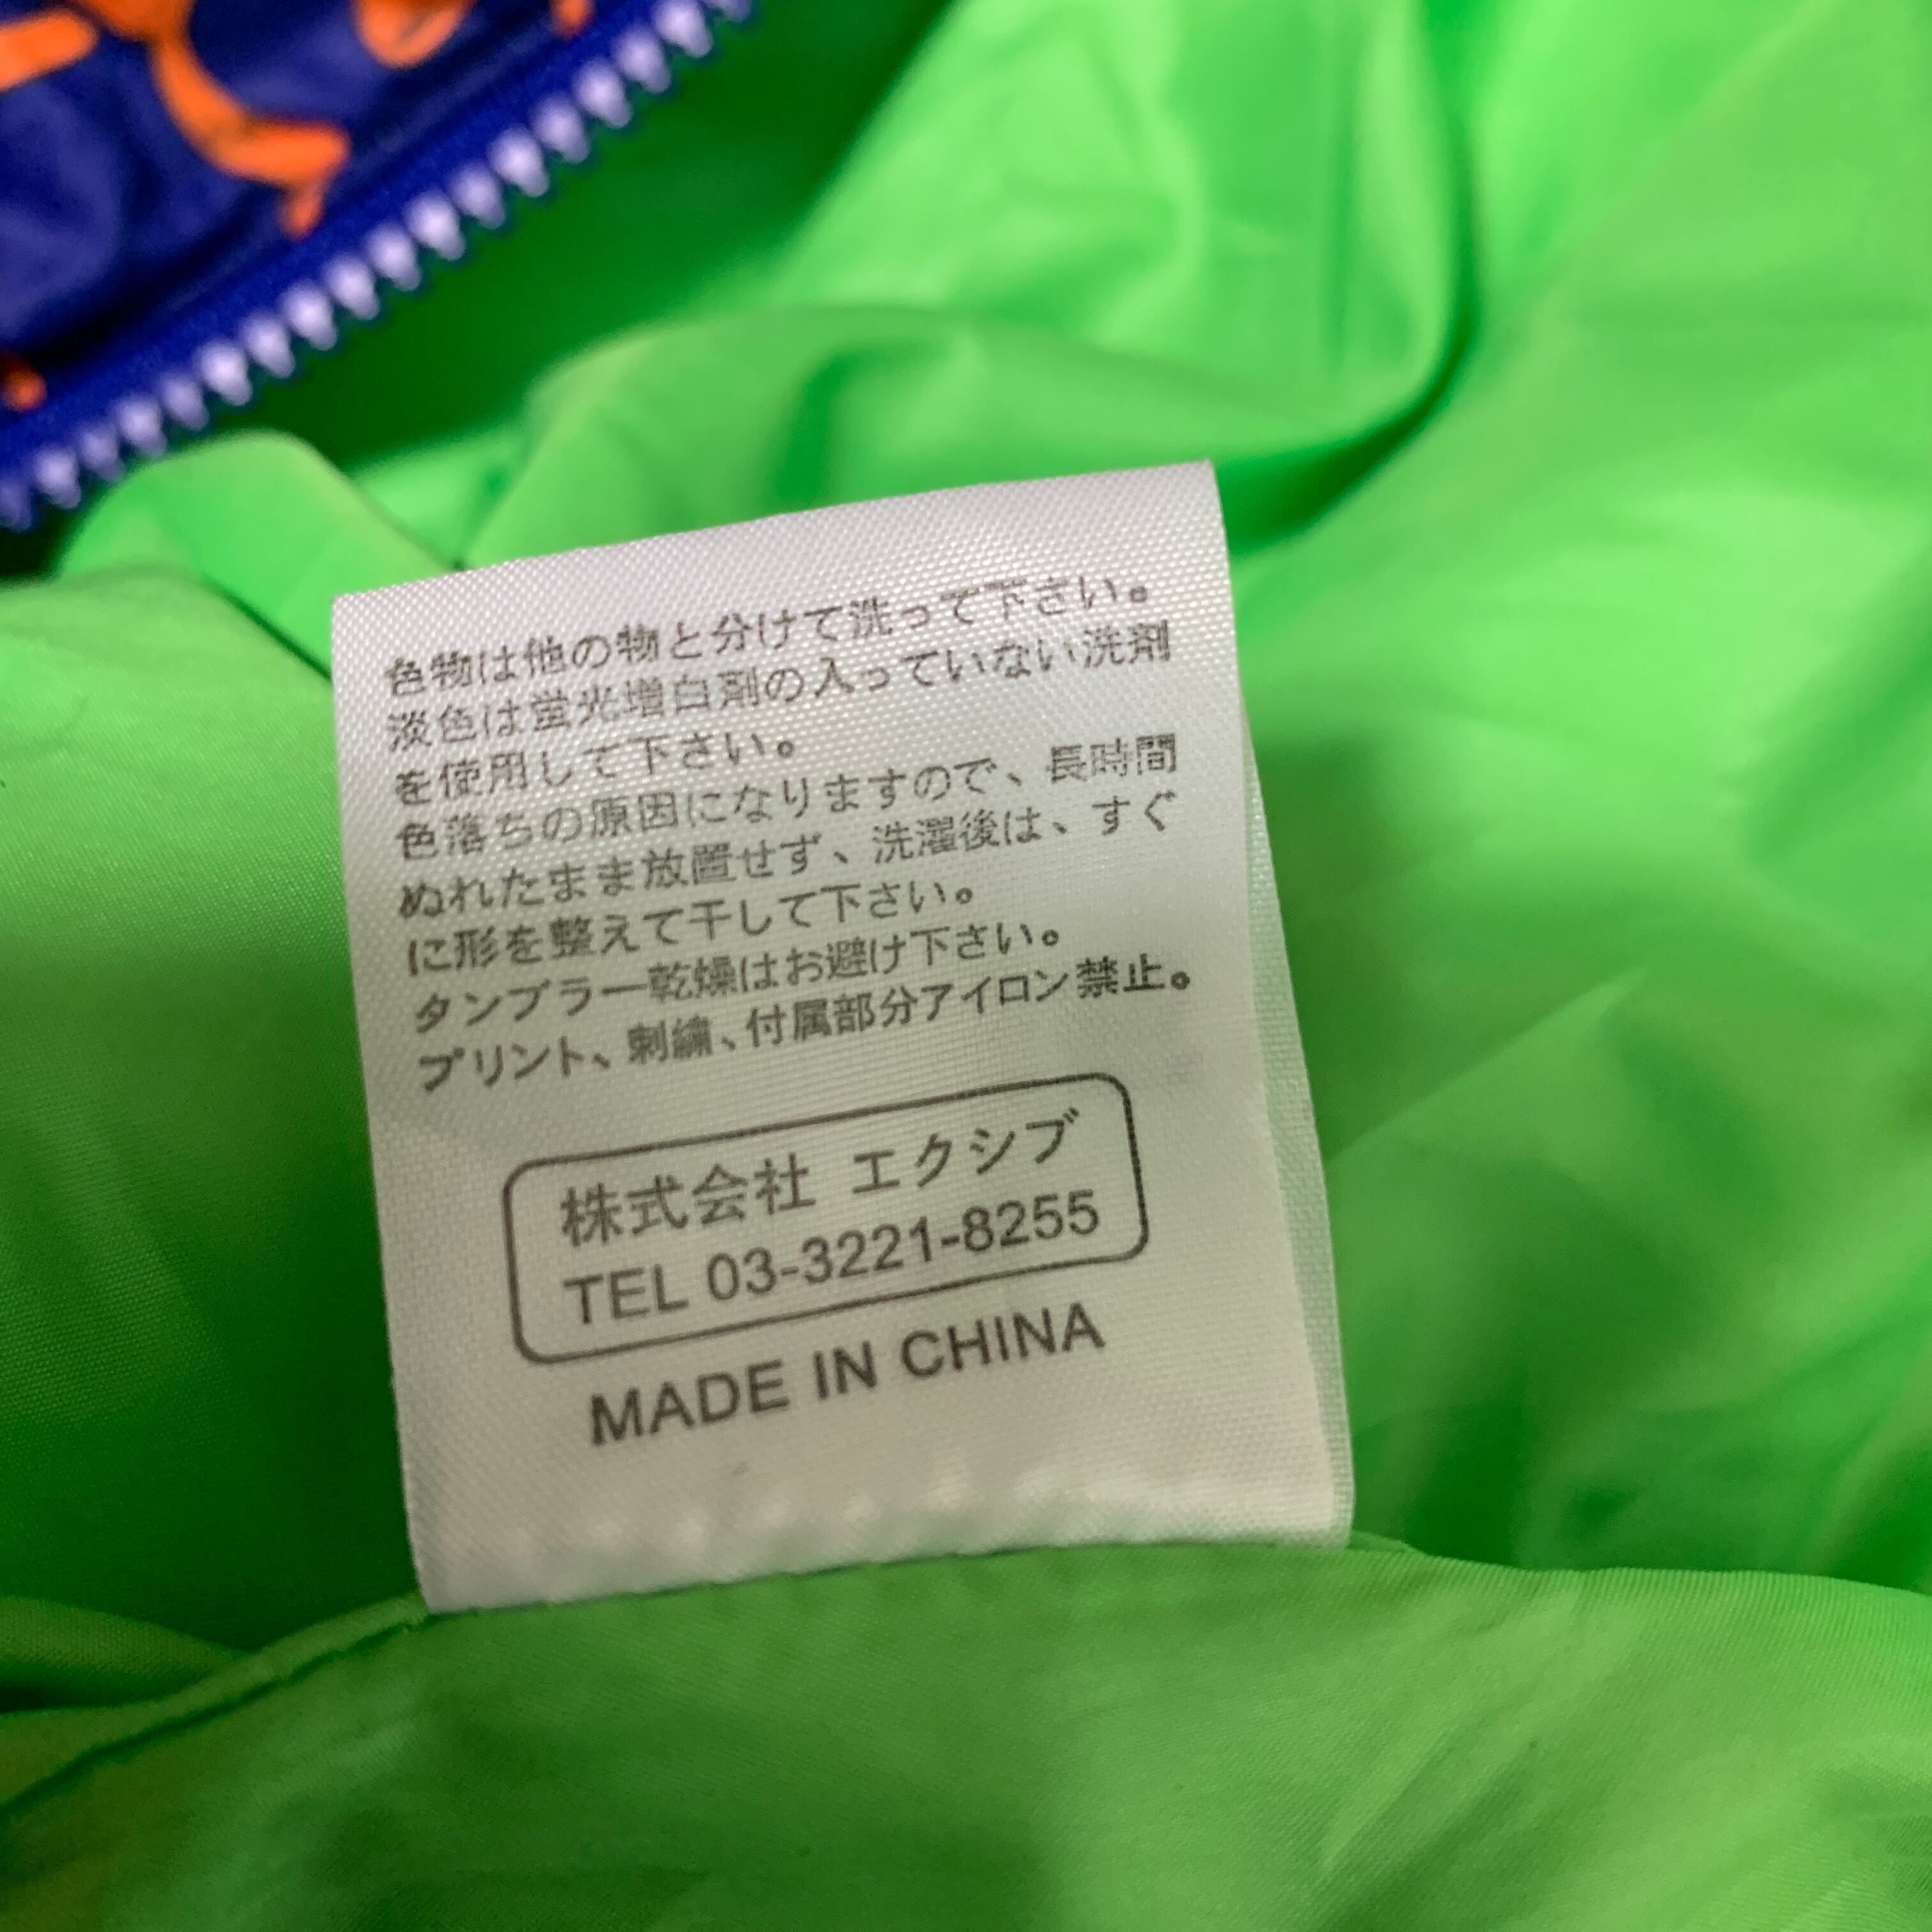 色物は他の物と分けて洗って下さい。
淡色は蛍光増白剤の入っていない洗剤
を使用して下さい。
色落ちの原因になりますので、長時間
ぬれたまま放置せず、洗濯後は、すぐ
に形を整えて干して下さい。
タンブラー乾燥はお避け下さい。
プリント、刺繍、付属部分アイロン禁止。
株式会社 エクシブ
TEL 03-3221-8255
MADE IN CHINA